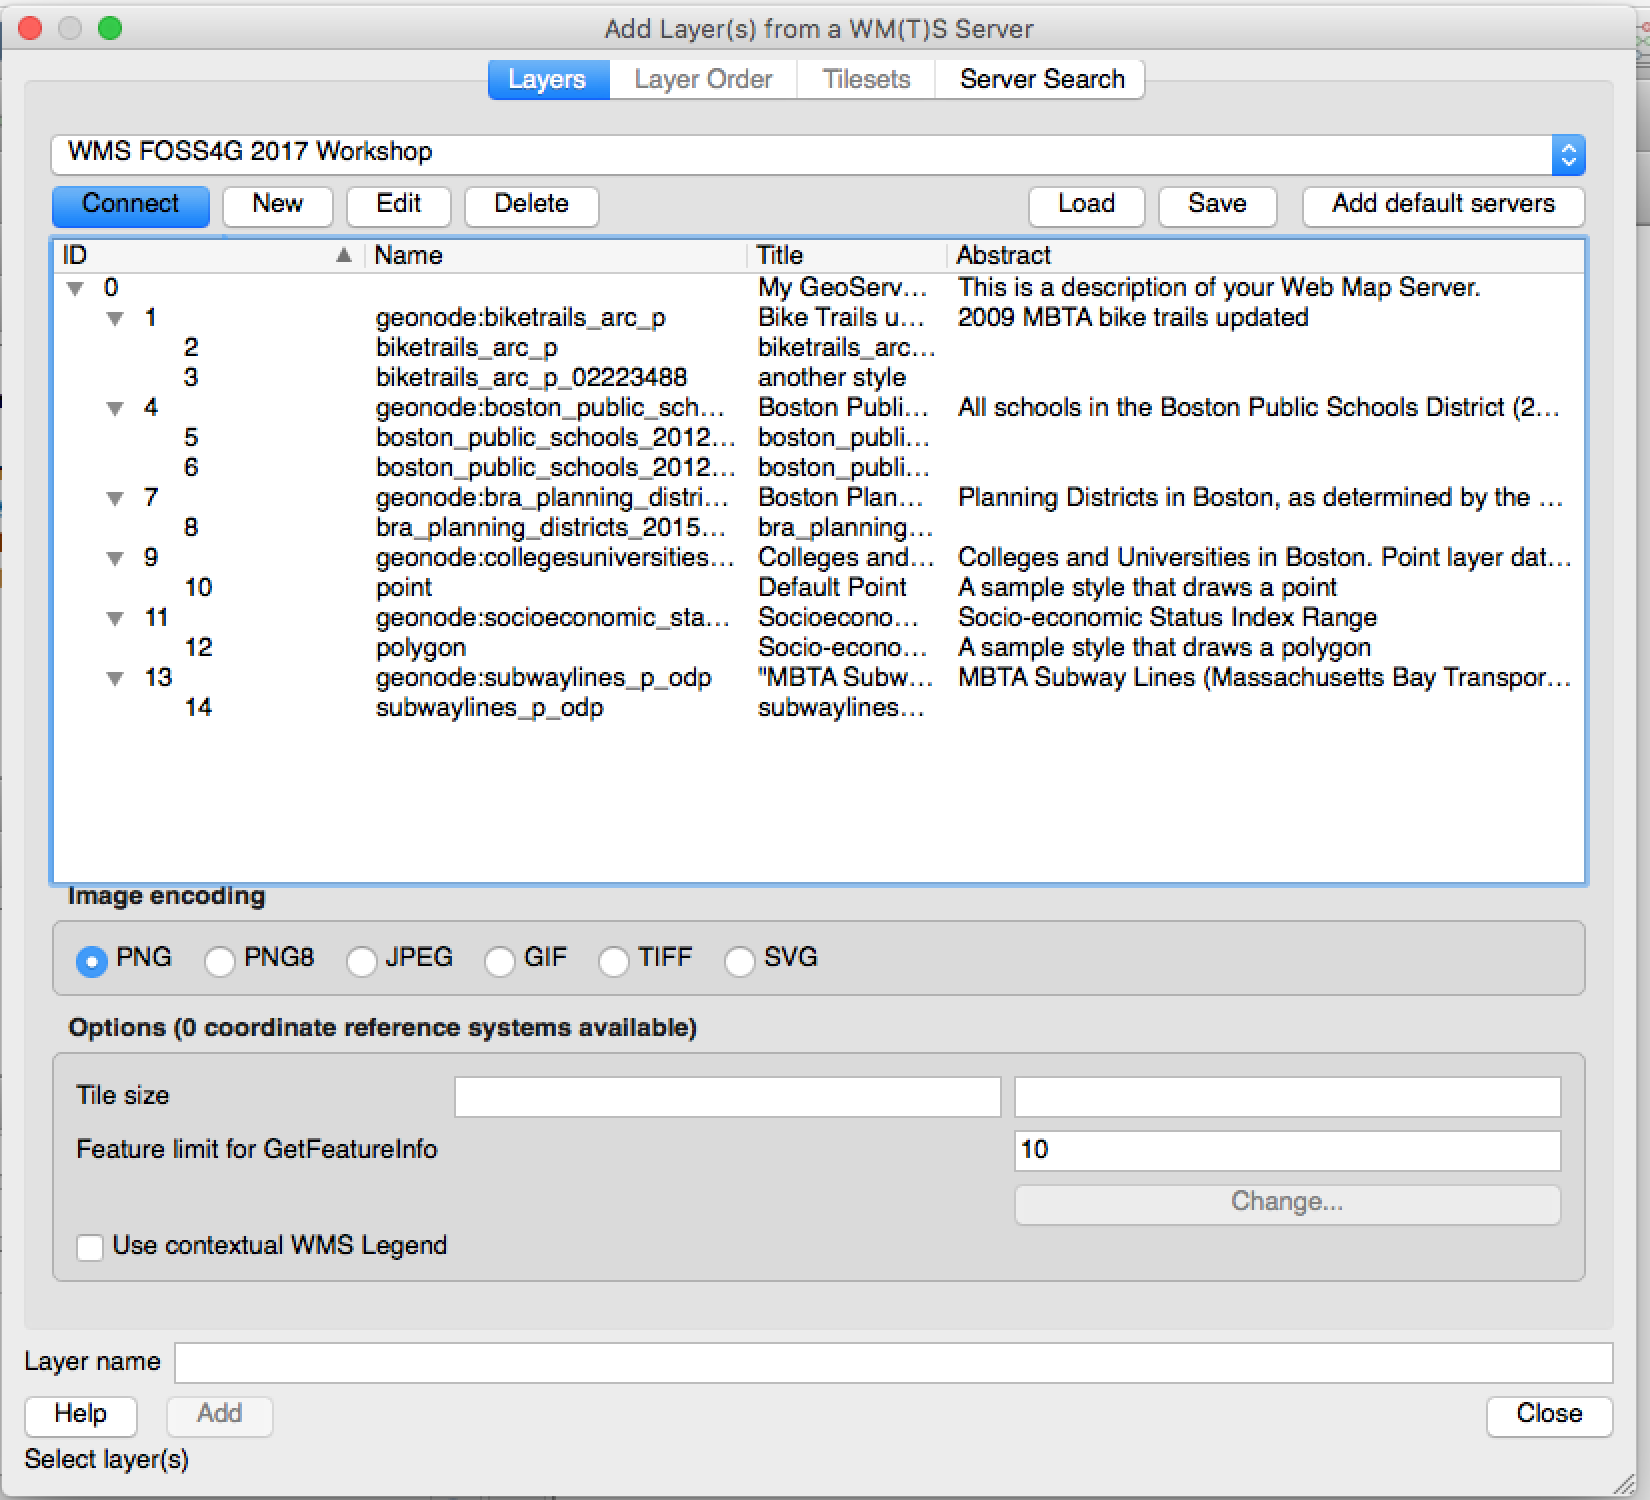 Add Layer(s) from a WM(T)S Server
Layers Layer Order Tilesets Server Search
WMS FOSS4G 2017 Workshop
Connect New Edit Delete Load Save Add default servers
ID Name Title Abstract
0 My GeoServ... This is a description of your Web Map Server.
1 geonode:biketrails_arc_p Bike Trails u... 2009 MBTA bike trails updated
2 biketrails_arc_p biketrails_arc...
3 biketrails_arc_p_02223488 another style
4 geonode:boston_public_sch... Boston Publi... All schools in the Boston Public Schools District (2...
5 boston_public_schools_2012... boston_publi...
6 boston_public_schools_2012... boston_publi...
7 geonode:bra_planning_distri... Boston Plan... Planning Districts in Boston, as determined by the ...
8 bra_planning_districts_2015... bra_planning...
9 geonode:collegesuniversities... Colleges and... Colleges and Universities in Boston. Point layer dat...
10 point Default Point A sample style that draws a point
11 geonode:socioeconomic_sta... Socioecono... Socio-economic Status Index Range
12 polygon Socio-econo... A sample style that draws a polygon
13 geonode:subwaylines_p_odp "MBTA Subw... MBTA Subway Lines (Massachusetts Bay Transpor...
14 subwaylines_p_odp subwaylines...
Image encoding
PNG PNG8 JPEG GIF TIFF SVG
Options (0 coordinate reference systems available)
Tile size
Feature limit for GetFeatureInfo 10
Change...
Use contextual WMS Legend
Layer name
Help Add Close
Select layer(s)